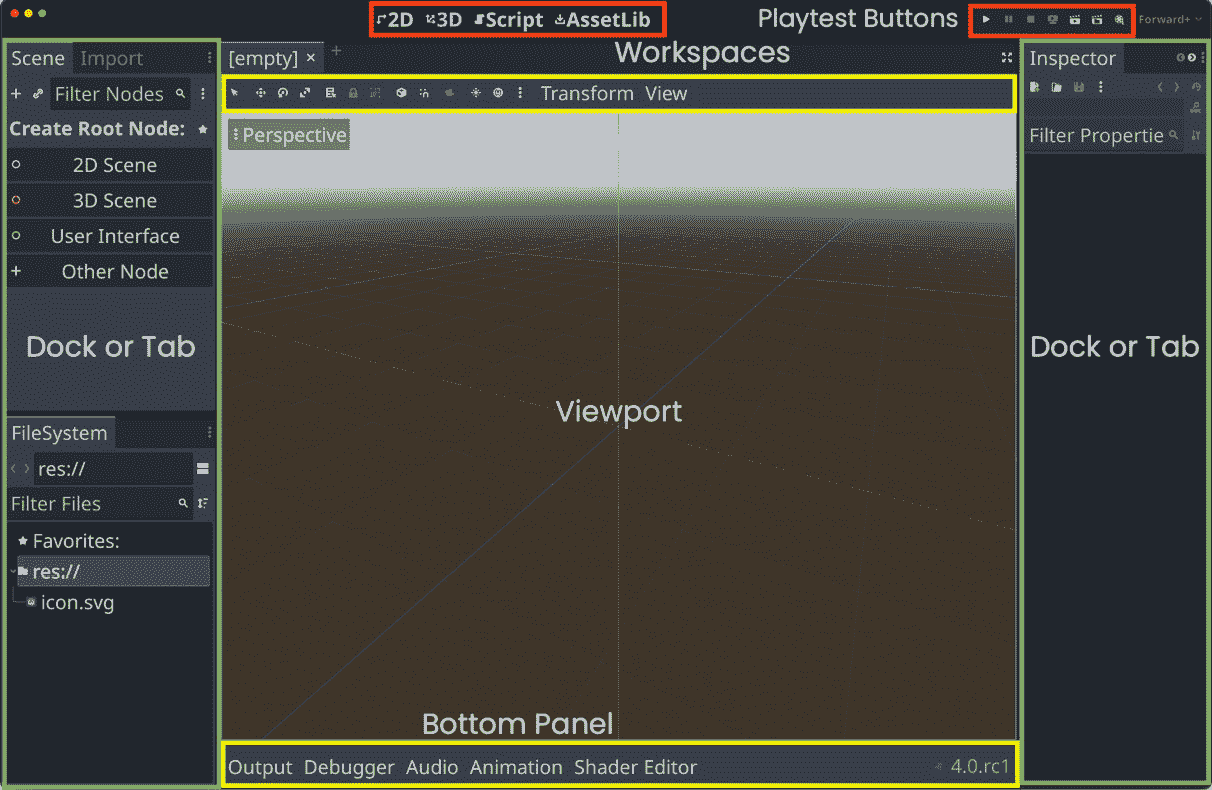 2D 3D Script AssetLib
Playtest Buttons
Forward+
Scene Import
[empty] × +
Workspaces
Inspector
Filter Nodes
Transform View
Create Root Node:
Perspective
Filter Propertie
2D Scene
3D Scene
User Interface
Other Node
Dock or Tab
Dock or Tab
Viewport
FileSystem
res://
Filter Files
Favorites:
res://
icon.svg
Bottom Panel
Output Debugger Audio Animation Shader Editor
4.0.rc1